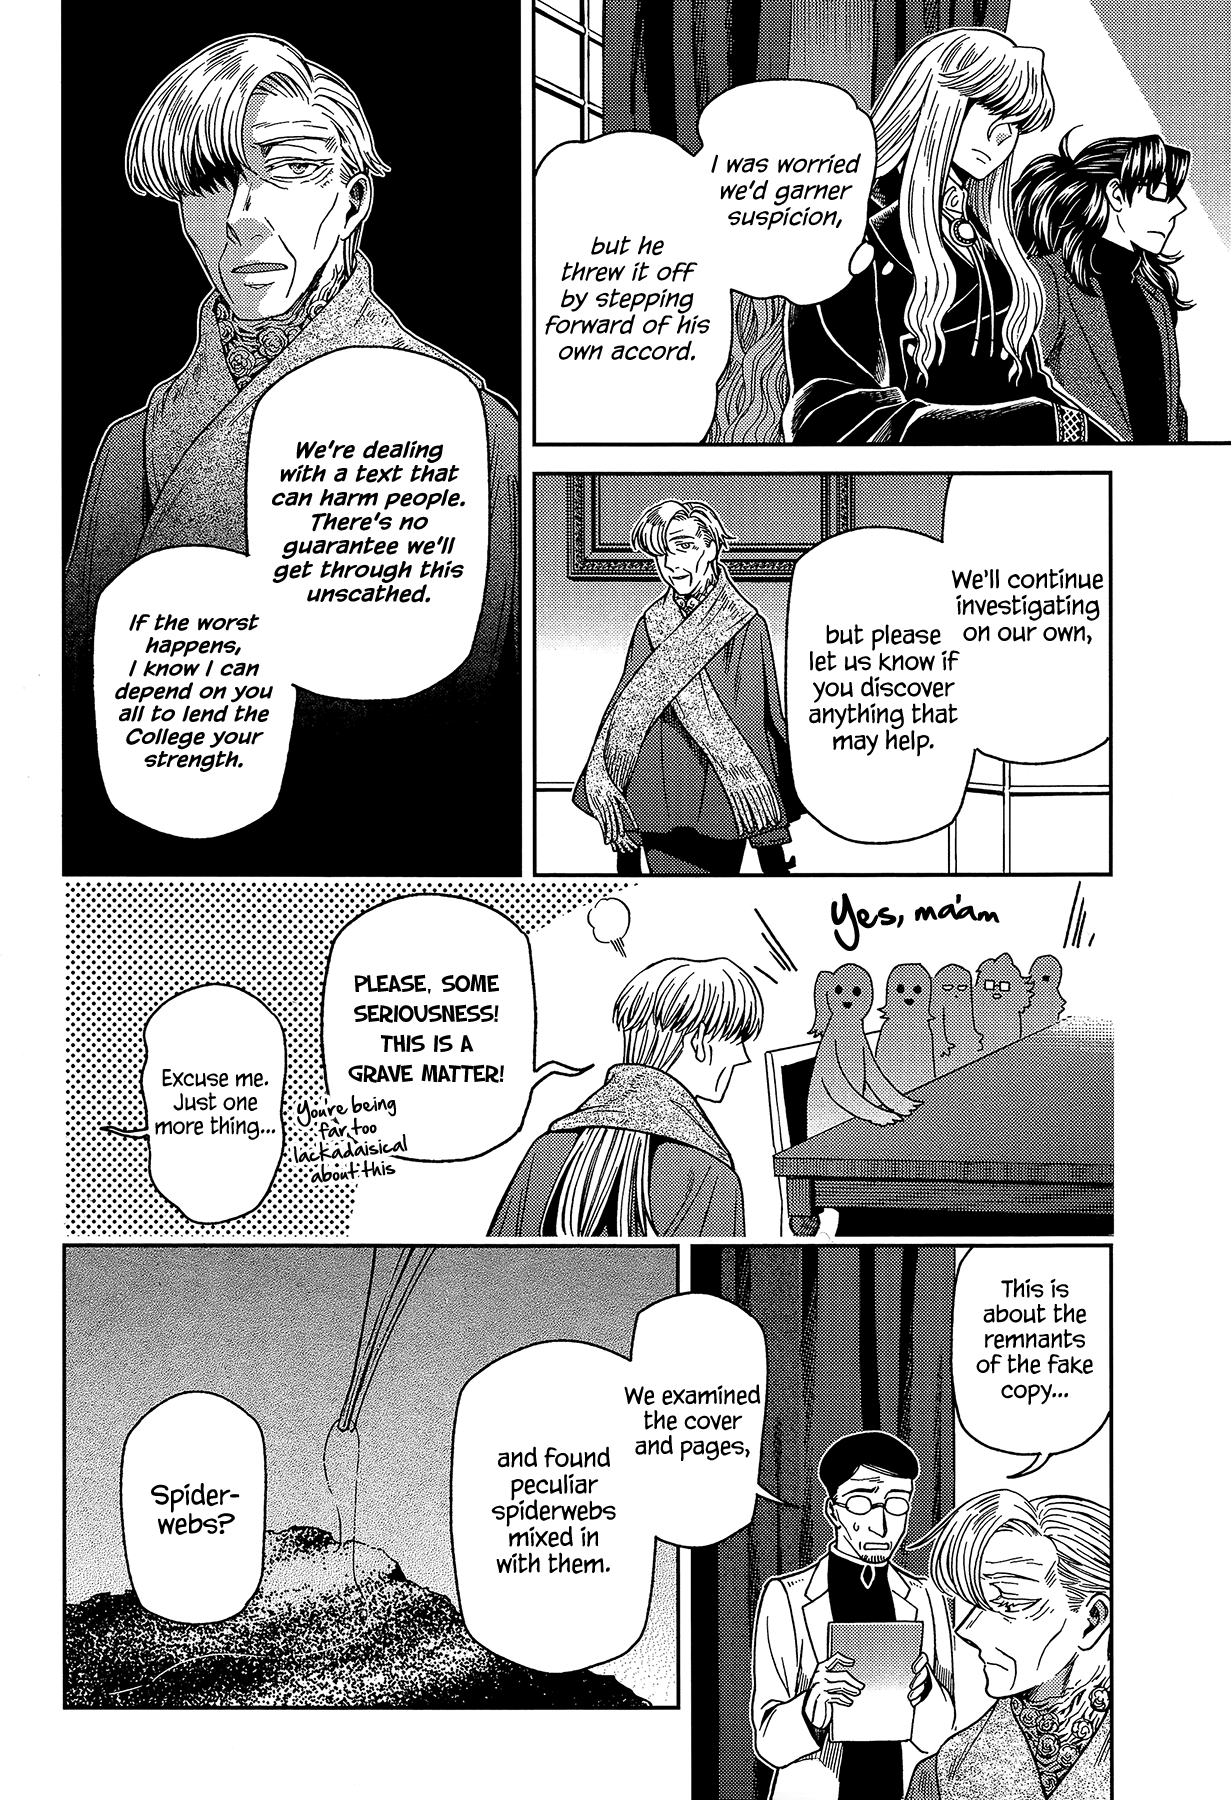 I was worried
we'd garner
suspicion,
but he
threw it off
by stepping
forward of his
own accord.
We're dealing
with a text that
can harm people.
There's no
guarantee we'll
get through this
unscathed.
If the worst
happens,
I know I can
depend on you
all to lend the
College your
strength.
We'll continue
investigating
on our own,
but please
let us know if
you discover
anything that
may help.
Yes, ma'am
PLEASE, SOME
SERIOUSNESS!
THIS IS A
GRAVE MATTER!
You're being
far too
lackadaisical
about this
Excuse me.
Just one
more thing...
This is
about the
remnants
of the fake
copy...
We examined
the cover
and pages,
and found
peculiar
spiderwebs
mixed in
with them.
Spider-
webs?